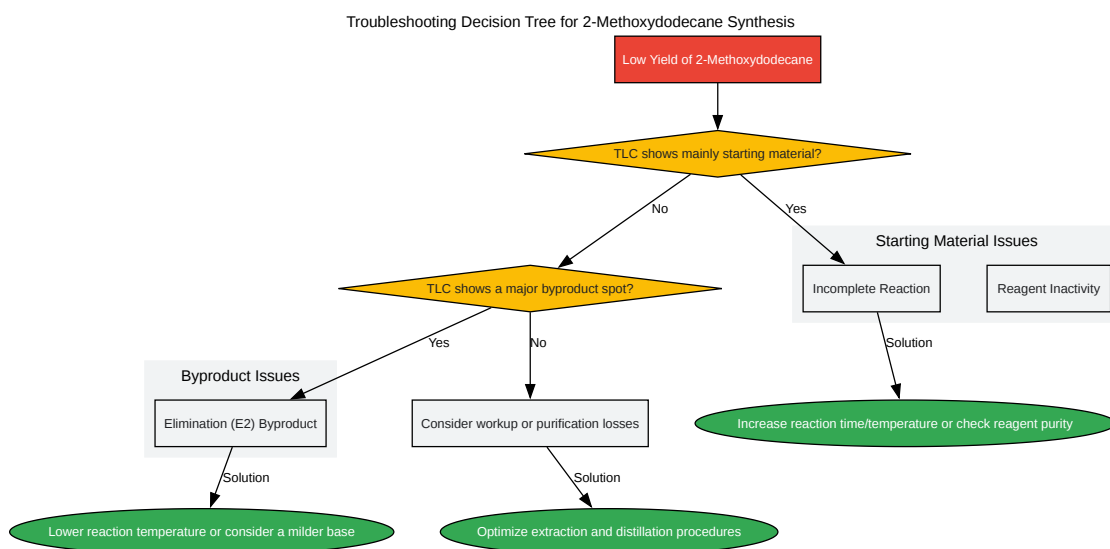 Troubleshooting Decision Tree for 2-Methoxydodecane Synthesis
Low Yield of 2-Methoxydodecane
TLC shows mainly starting material?
No
Yes
Starting Material Issues
Incomplete Reaction
Reagent Inactivity
TLC shows a major byproduct spot?
Yes
No
Solution
Byproduct Issues
Elimination (E2) Byproduct
Consider workup or purification losses
Increase reaction time/temperature or check reagent purity
Solution
Solution
Lower reaction temperature or consider a milder base
Optimize extraction and distillation procedures